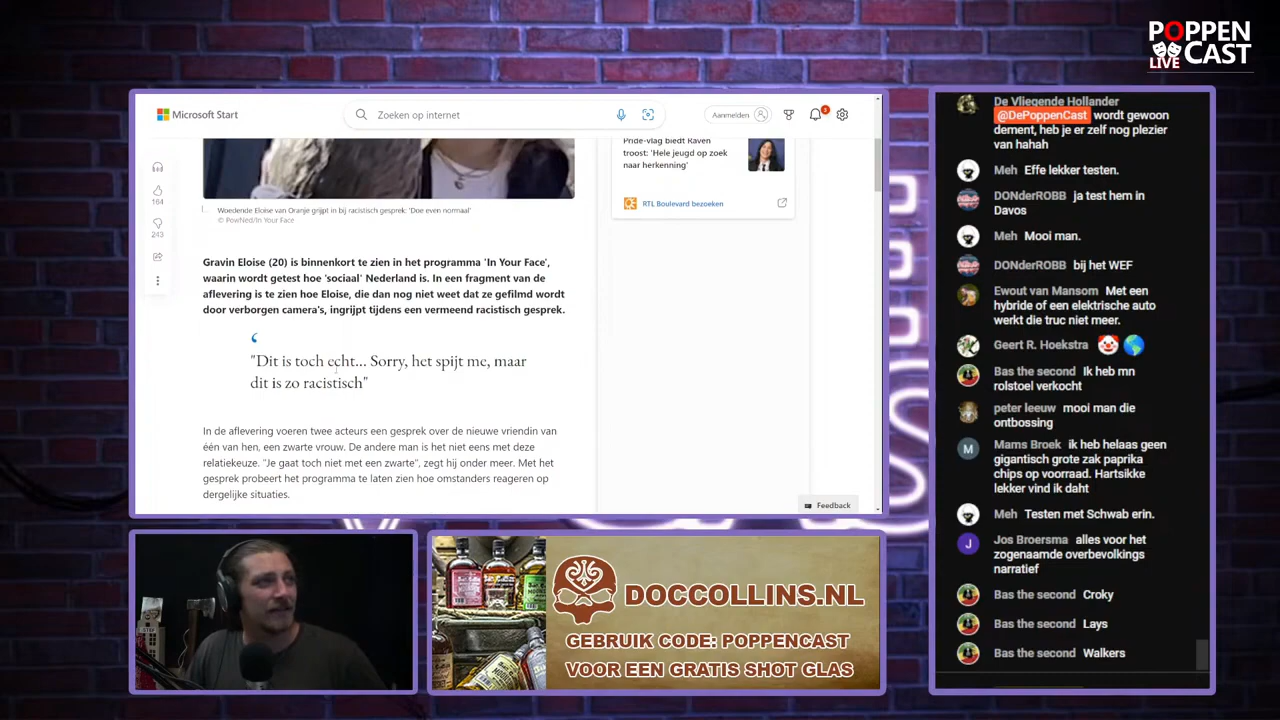 POPPEN
LIVE CAST
Microsoft Start
Zoeken op internet
Aanmelden
3
164
243
Woedende Eloise van Oranje grijpt in bij racistisch gesprek: 'Doe even normaal'
© PowNed/In Your Face
Gravin Eloise (20) is binnenkort te zien in het programma 'In Your Face',
waarin wordt getest hoe 'sociaal' Nederland is. In een fragment van de
aflevering is te zien hoe Eloise, die dan nog niet weet dat ze gefilmd wordt
door verborgen camera's, ingrijpt tijdens een vermeend racistisch gesprek.
"Dit is toch echt... Sorry, het spijt me, maar
dit is zo racistisch"
In de aflevering voeren twee acteurs een gesprek over de nieuwe vriendin van
één van hen, een zwarte vrouw. De andere man is het niet eens met deze
relatiekeuze. "Je gaat toch niet met een zwarte", zegt hij onder meer. Met het
gesprek probeert het programma te laten zien hoe omstanders reageren op
dergelijke situaties.
Pride-vlag biedt Raven
troost: 'Hele jeugd op zoek
naar herkenning'
RTL Boulevard bezoeken
Feedback
De Vliegende Hollander
@DePoppenCast wordt gewoon
dement, heb je er zelf nog plezier
van hahah
Meh Effe lekker testen.
DONderROBB ja test hem in
Davos
Meh Mooi man.
DONderROBB bij het WEF
Ewout van Mansom Met een
hybride of een elektrische auto
werkt die truc niet meer.
Geert R. Hoekstra 🤡🌎
Bas the second Ik heb mn
rolstoel verkocht
peter leeuw mooi man die
ontbossing
M
Mams Broek ik heb helaas geen
gigantisch grote zak paprika
chips op voorraad. Hartsikke
lekker vind ik daht
Meh Testen met Schwab erin.
J
Jos Broersma alles voor het
zogenaamde overbevolkings
narratief
Bas the second Croky
Bas the second Lays
Bas the second Walkers
DOCCOLLINS.NL
GEBRUIK CODE: POPPENCAST
VOOR EEN GRATIS SHOT GLAS